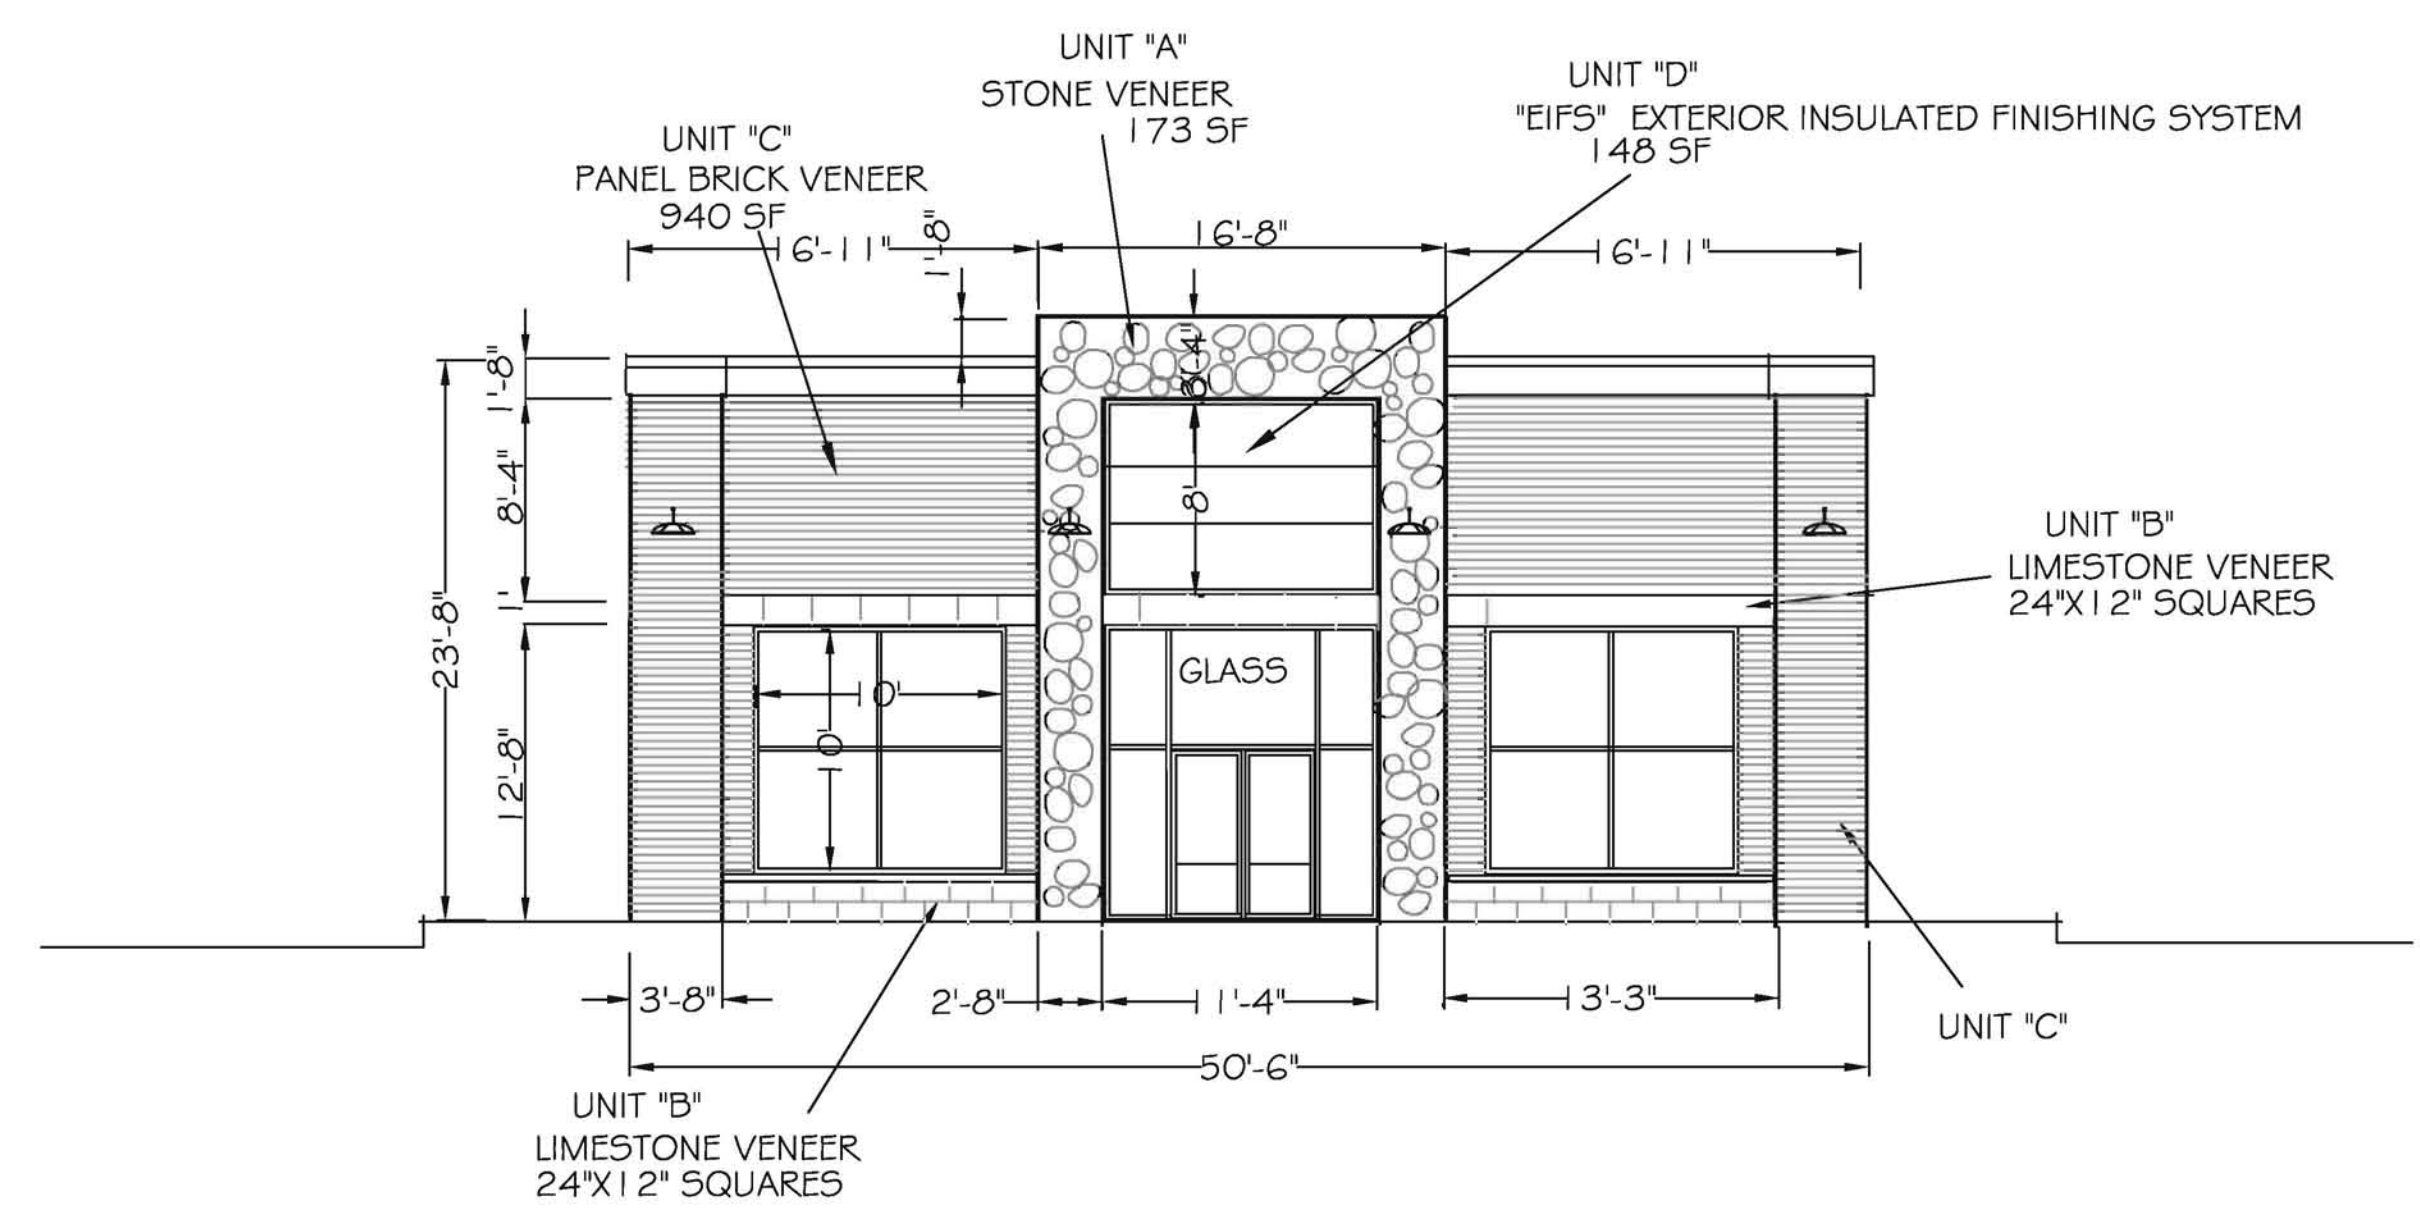 UNIT "A"
STONE VENEER
173 SF
UNIT "D"
"EIFS" EXTERIOR INSULATED FINISHING SYSTEM
148 SF
UNIT "C"
PANEL BRICK VENEER
940 SF
16'-11"
1'-8"
16'-8"
16'-11"
1'-8"
8'-4"
1'
12'-8"
23'-8"
8'
10'
10'
GLASS
UNIT "B"
LIMESTONE VENEER
24"X12" SQUARES
3'-8"
2'-8"
11'-4"
13'-3"
UNIT "C"
50'-6"
UNIT "B"
LIMESTONE VENEER
24"X12" SQUARES